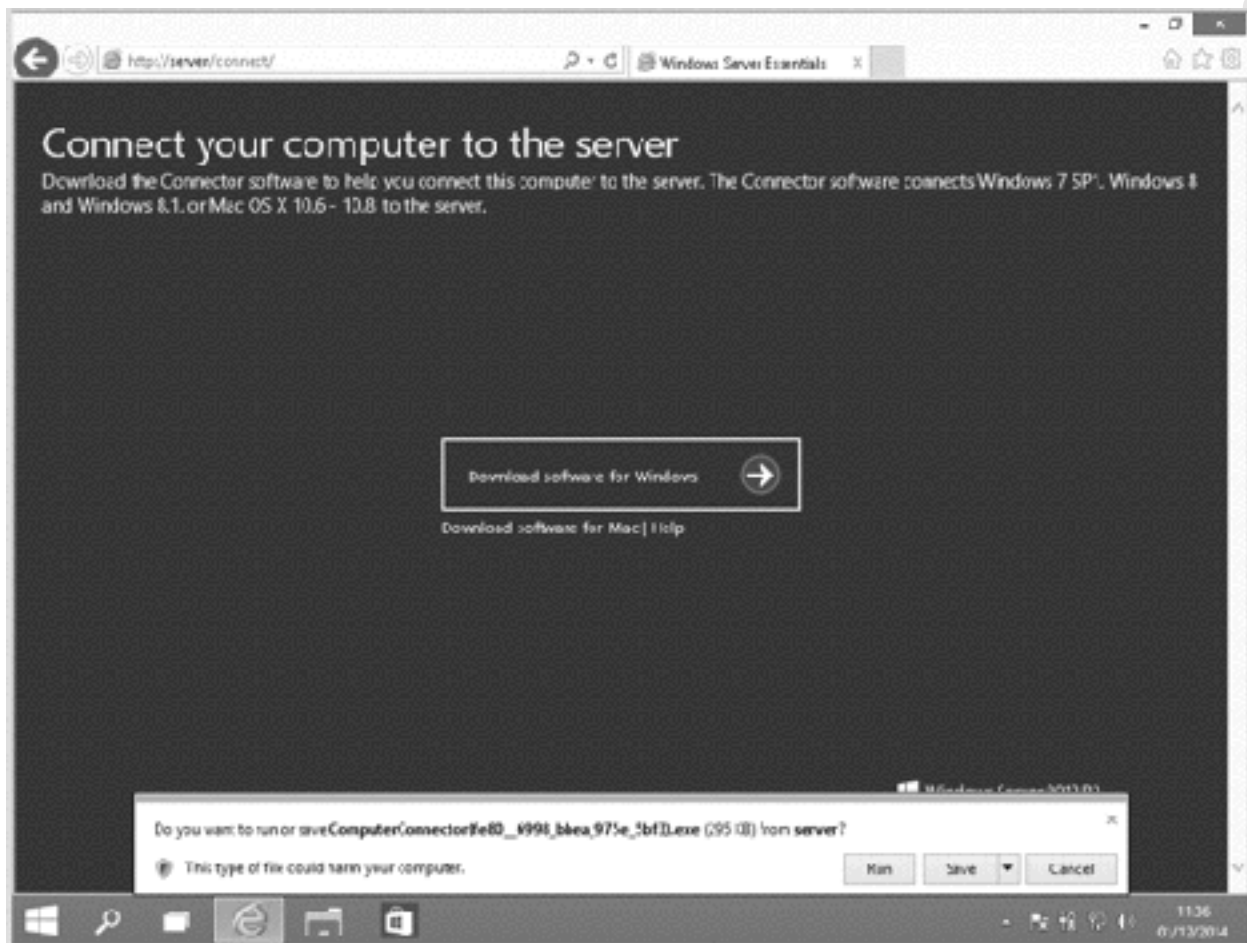 http://server/connect/
Windows Server Essentials
Connect your computer to the server
Download the Connector software to help you connect this computer to the server. The Connector software connects Windows 7 SP1, Windows 8
and Windows 8.1, or Mac OS X 10.6 - 10.8 to the server.
Download software for Windows
Download software for Mac | Help
Windows Server 2012 R2
Do you want to run or save from server?
This type of file could harm your computer.
Run Save Cancel
11:36